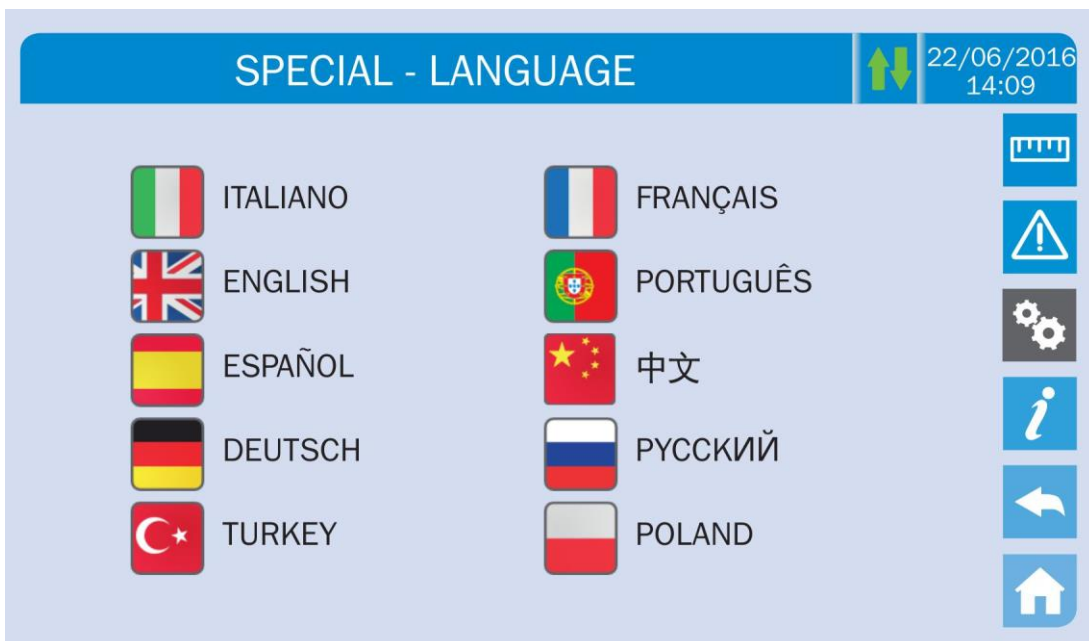 SPECIAL - LANGUAGE
22/06/2016
14:09
ITALIANO
ENGLISH
ESPAÑOL
DEUTSCH
TURKEY
FRANÇAIS
PORTUGUÊS
中文
РУССКИЙ
POLAND